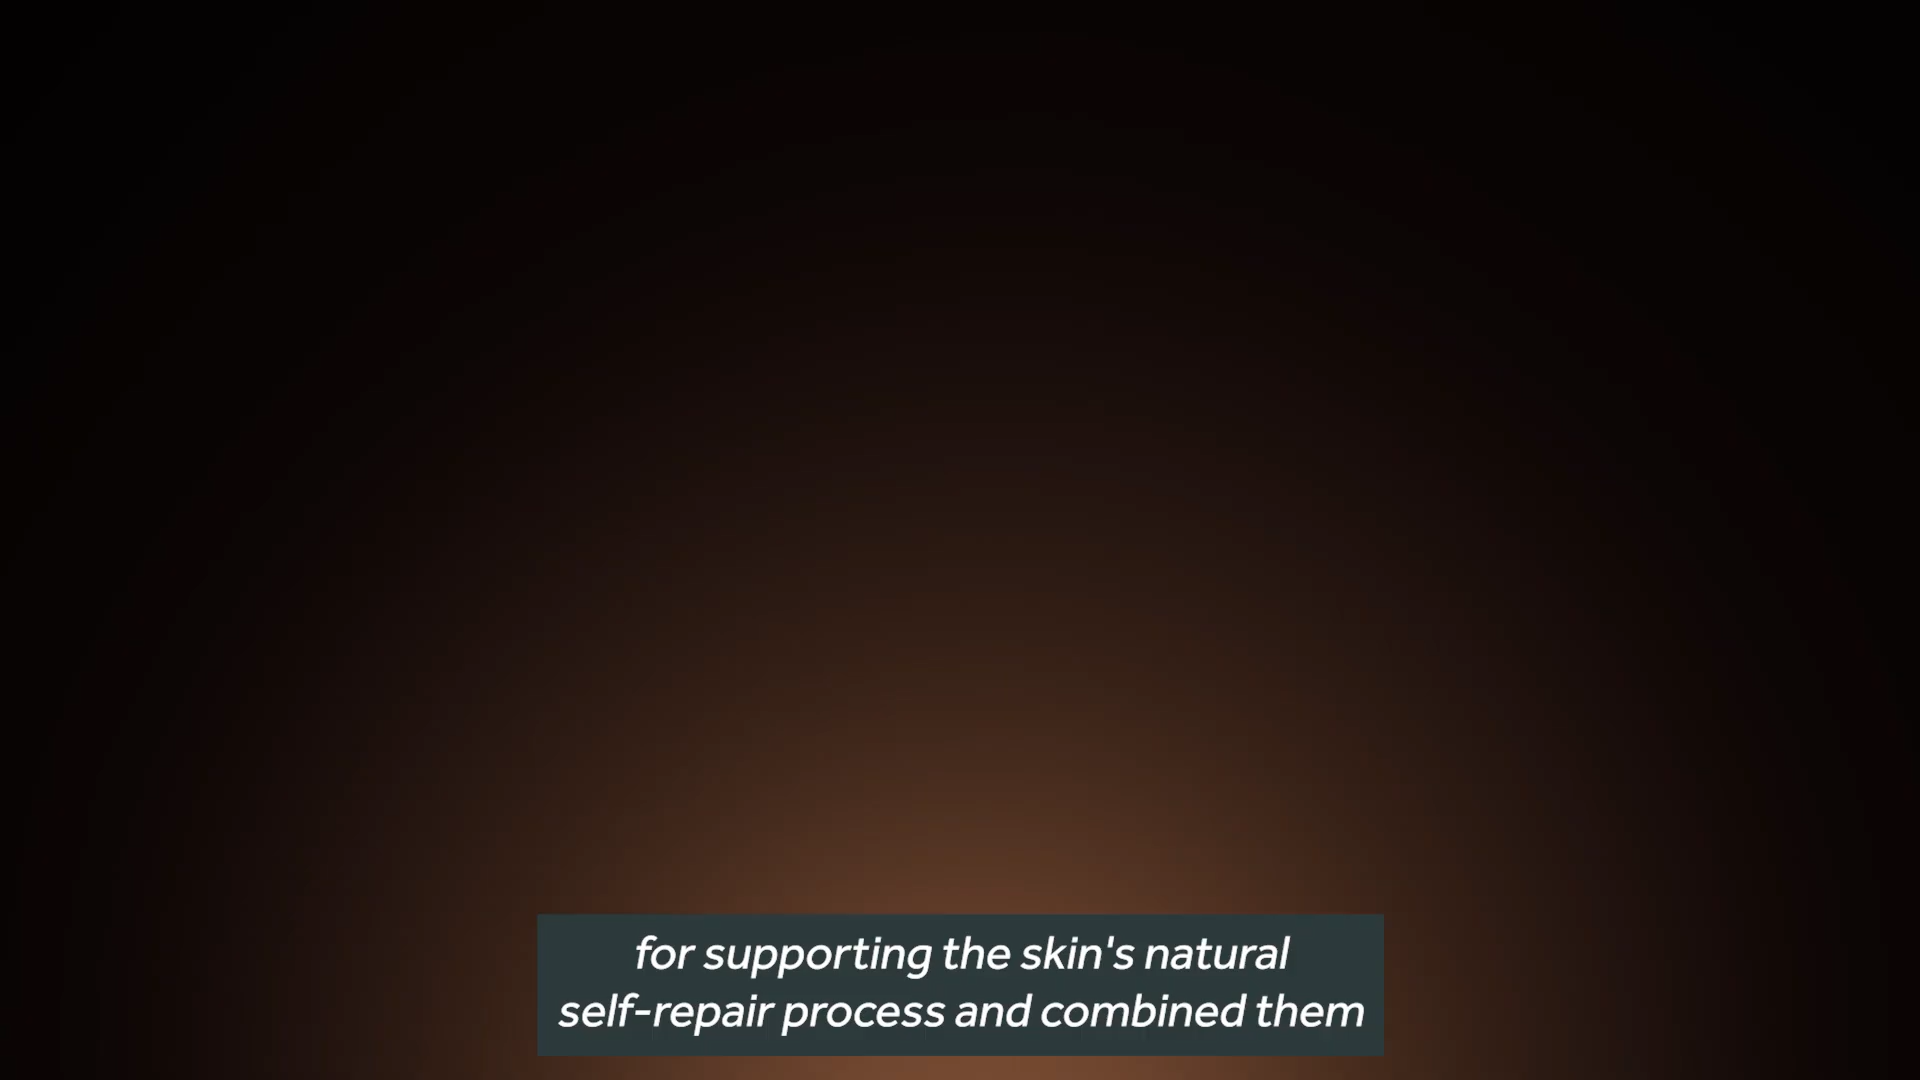 for supporting the skin's natural
self-repair process and combined them